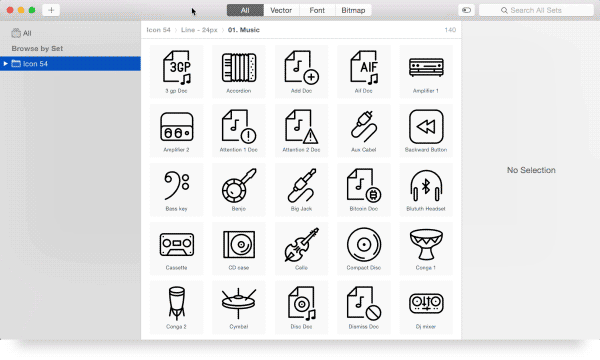 All Vector Font Bitmap
Search All Sets
All
Browse by Set
Icon 54
Icon 54 Line - 24px 01. Music 140
3 gp Doc Accordion Add Doc Aif Doc Amplifier 1
3GP AIF
Amplifier 2 Attention 1 Doc Attention 2 Doc Aux Cabel Backward Button
Bass key Banjo Big Jack Bitcoin Doc Blututh Headset
No Selection
Cassette CD case Cello Compact Disc Conga 1
Conga 2 Cymbel Disc Doc Dismiss Doc Dj mixer